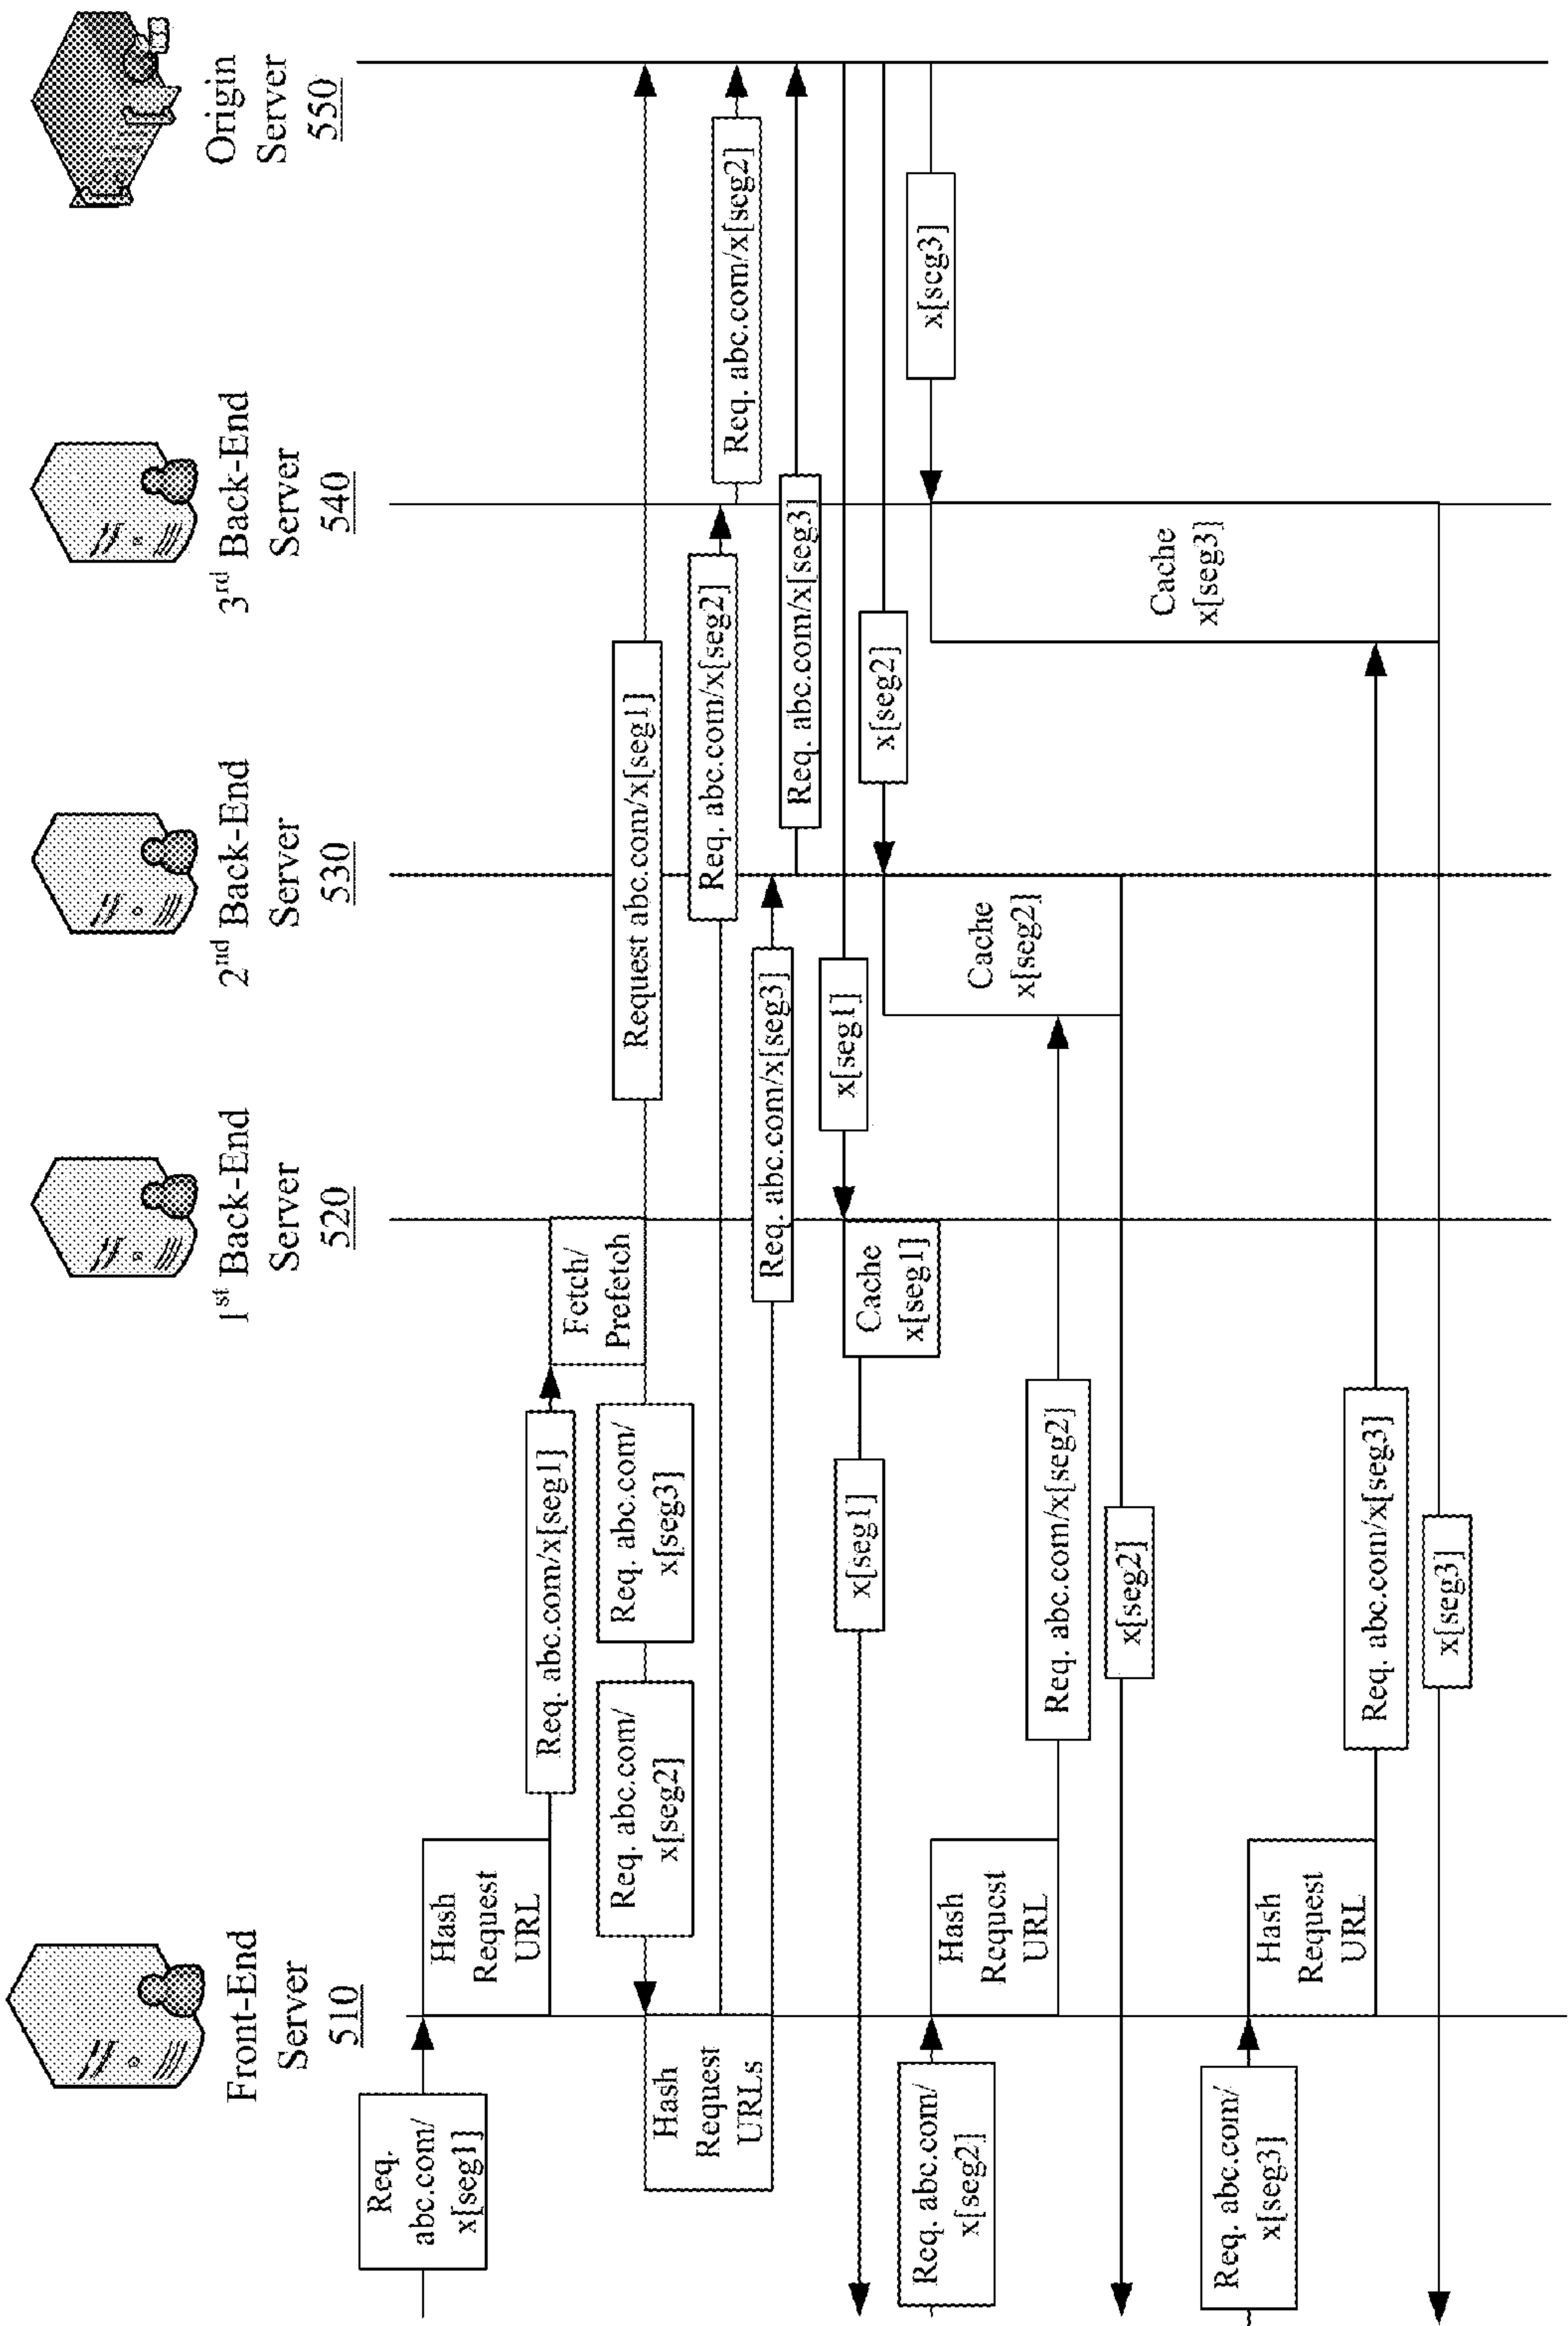 Front-End
Server
510
1st Back-End
Server
520
2nd Back-End
Server
530
3rd Back-End
Server
540
Origin
Server
550
Req.
abc.com/
x[seg1]
Hash
Request
URL
Req. abc.com/x[seg1]
Fetch/
Prefetch
Req. abc.com/
x[seg2]
Req. abc.com/
x[seg3]
Request abc.com/x[seg1]
Hash
Request
URLs
Req. abc.com/x[seg2]
Req. abc.com/x[seg2]
Req. abc.com/x[seg3]
Req. abc.com/x[seg3]
x[seg1]
Cache
x[seg1]
x[seg1]
x[seg2]
Cache
x[seg2]
x[seg3]
Cache
x[seg3]
Req. abc.com/
x[seg2]
Hash
Request
URL
Req. abc.com/x[seg2]
x[seg2]
Req. abc.com/
x[seg3]
Hash
Request
URL
Req. abc.com/x[seg3]
x[seg3]